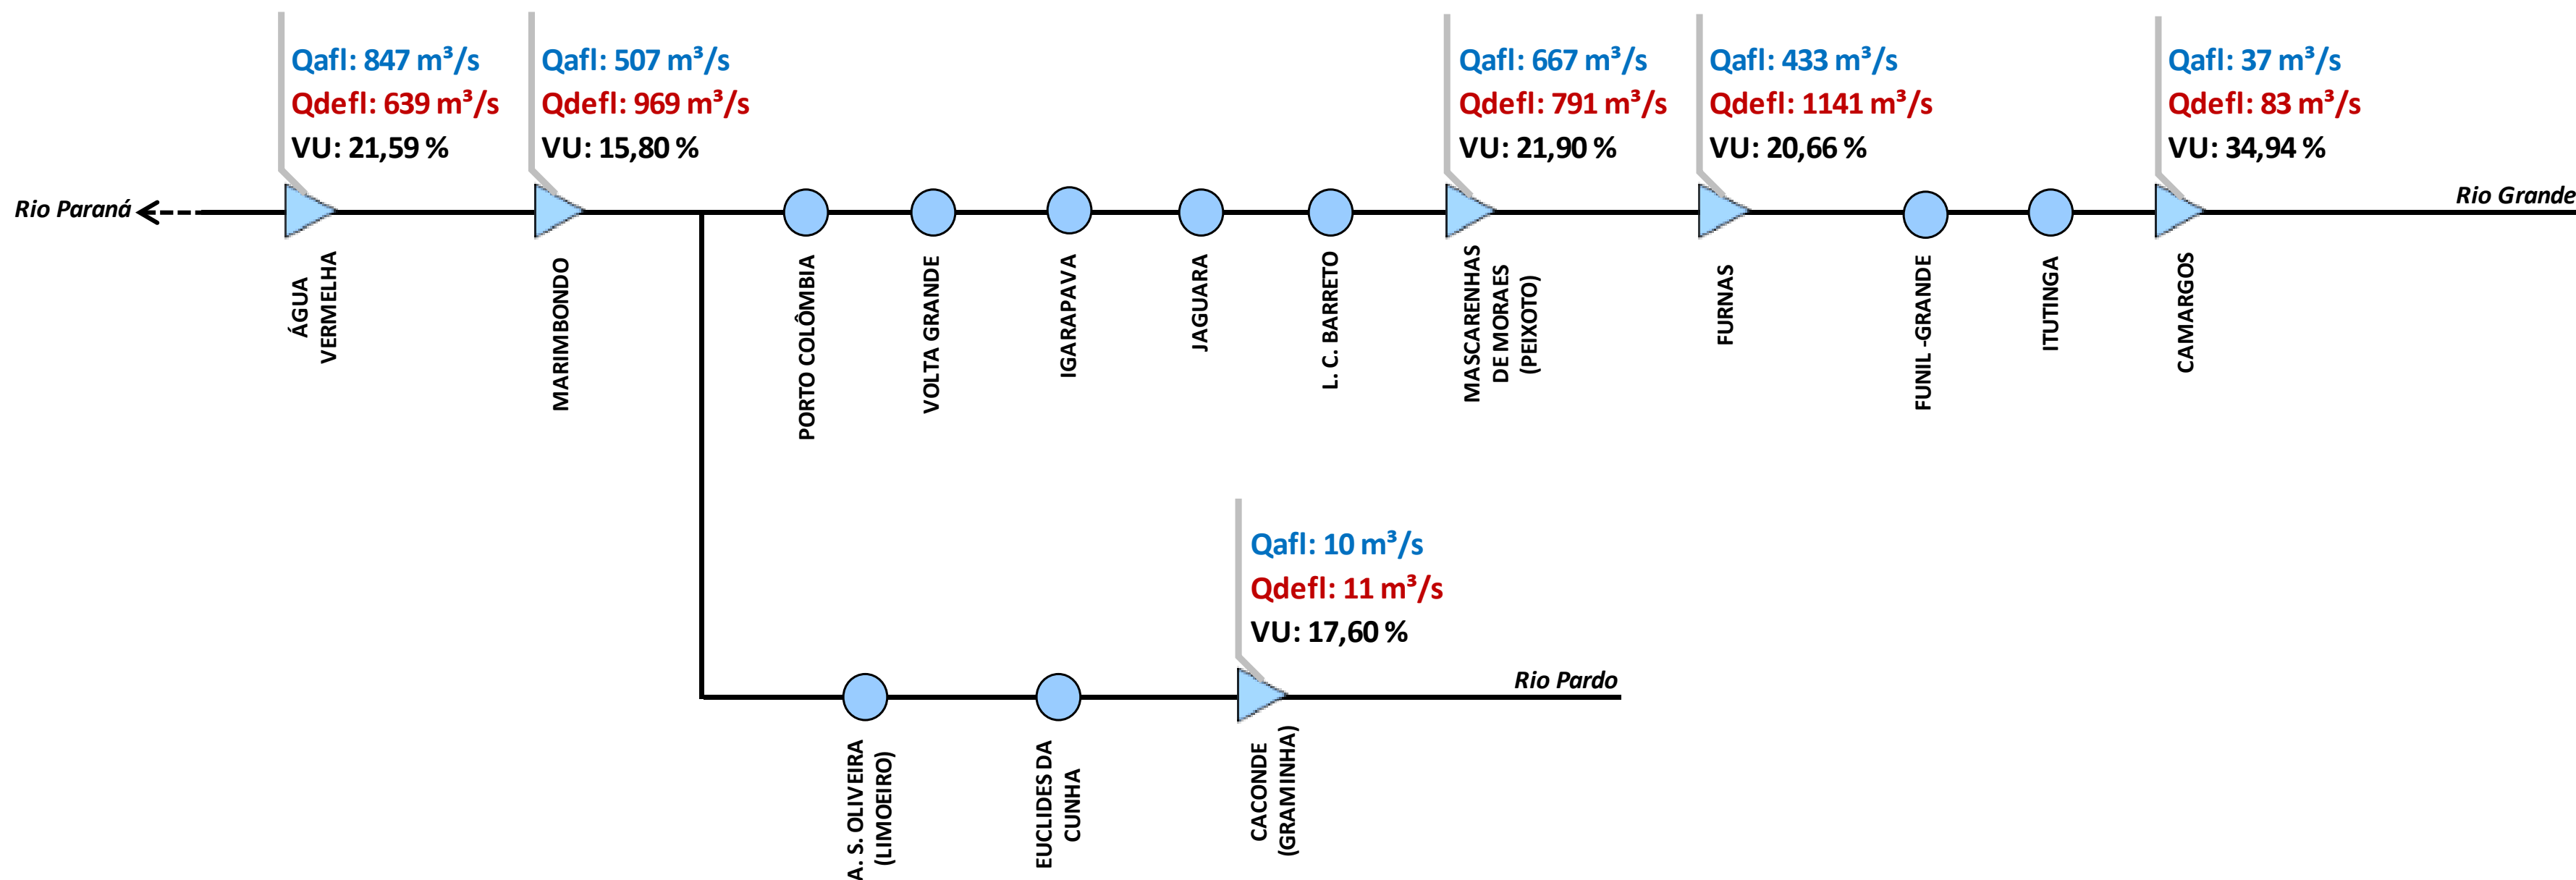 Qafl: 847 m³/s
Qdefl: 639 m³/s
VU: 21,59 %
Qafl: 507 m³/s
Qdefl: 969 m³/s
VU: 15,80 %
Qafl: 667 m³/s
Qdefl: 791 m³/s
VU: 21,90 %
Qafl: 433 m³/s
Qdefl: 1141 m³/s
VU: 20,66 %
Qafl: 37 m³/s
Qdefl: 83 m³/s
VU: 34,94 %
Rio Paraná
Rio Grande
ÁGUA
VERMELHA
MARIMBONDO
PORTO COLÔMBIA
VOLTA GRANDE
IGARAPAVA
JAGUARA
L. C. BARRETO
MASCARENHAS
DE MORAES
(PEIXOTO)
FURNAS
FUNIL -GRANDE
ITUTINGA
CAMARGOS
Qafl: 10 m³/s
Qdefl: 11 m³/s
VU: 17,60 %
Rio Pardo
A. S. OLIVEIRA
(LIMOEIRO)
EUCLIDES DA
CUNHA
CACONDE
(GRAMINHA)